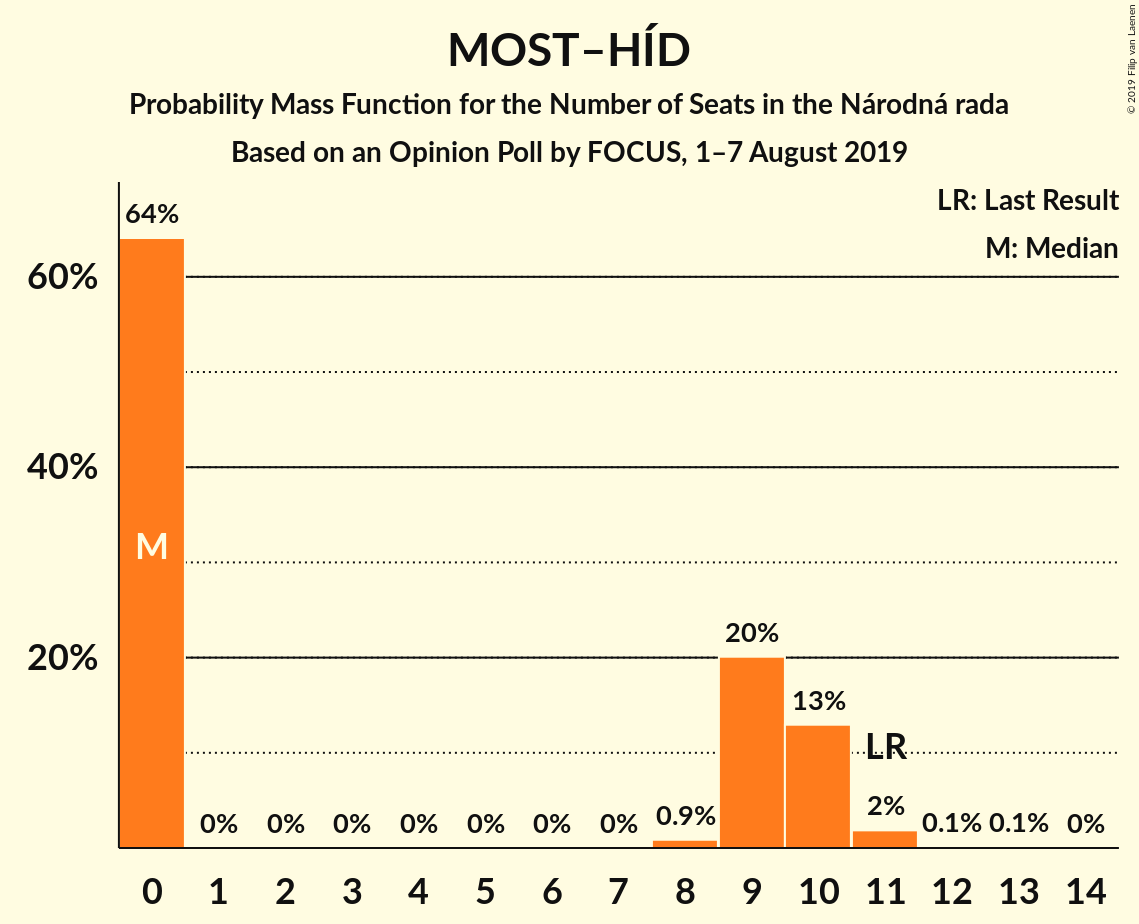 MOST–HÍD
Probability Mass Function for the Number of Seats in the Národná rada
Based on an Opinion Poll by FOCUS, 1–7 August 2019
© 2019 Filip van Laenen
LR: Last Result
M: Median
64%
60%
40%
M
20%
20%
13%
LR
0% 0% 0% 0% 0% 0% 0% 0.9% 2% 0.1% 0.1% 0%
0 1 2 3 4 5 6 7 8 9 10 11 12 13 14